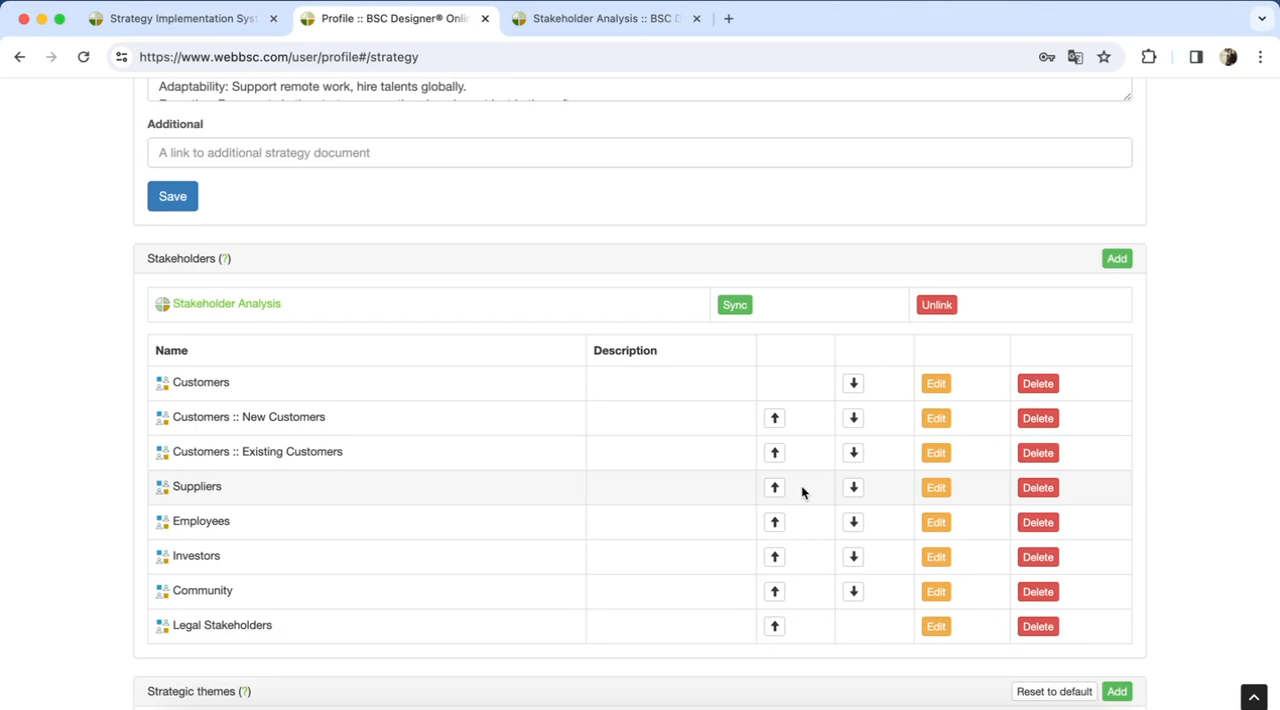 Strategy Implementation Syst
Profile :: BSC Designer® Onlin
Stakeholder Analysis :: BSC D
https://www.webbsc.com/user/profile#/strategy
Adaptability: Support remote work, hire talents globally.
Additional
A link to additional strategy document
Save
Stakeholders (?)
Add
Stakeholder Analysis
Sync
Unlink
Name Description
Customers Edit Delete
Customers :: New Customers Edit Delete
Customers :: Existing Customers Edit Delete
Suppliers Edit Delete
Employees Edit Delete
Investors Edit Delete
Community Edit Delete
Legal Stakeholders Edit Delete
Strategic themes (?)
Reset to default
Add